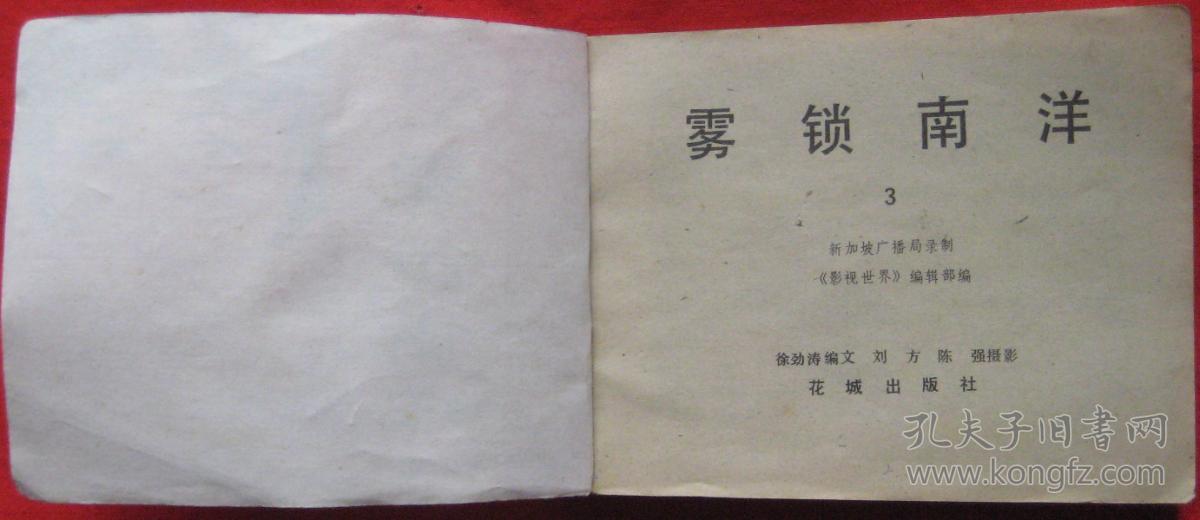 雾锁南洋
3
新加坡广播局录制
《影视世界》编辑部编
徐劲涛编文 刘方 陈强摄影
花城出版社
孔夫子旧書网
www.kongfz.com